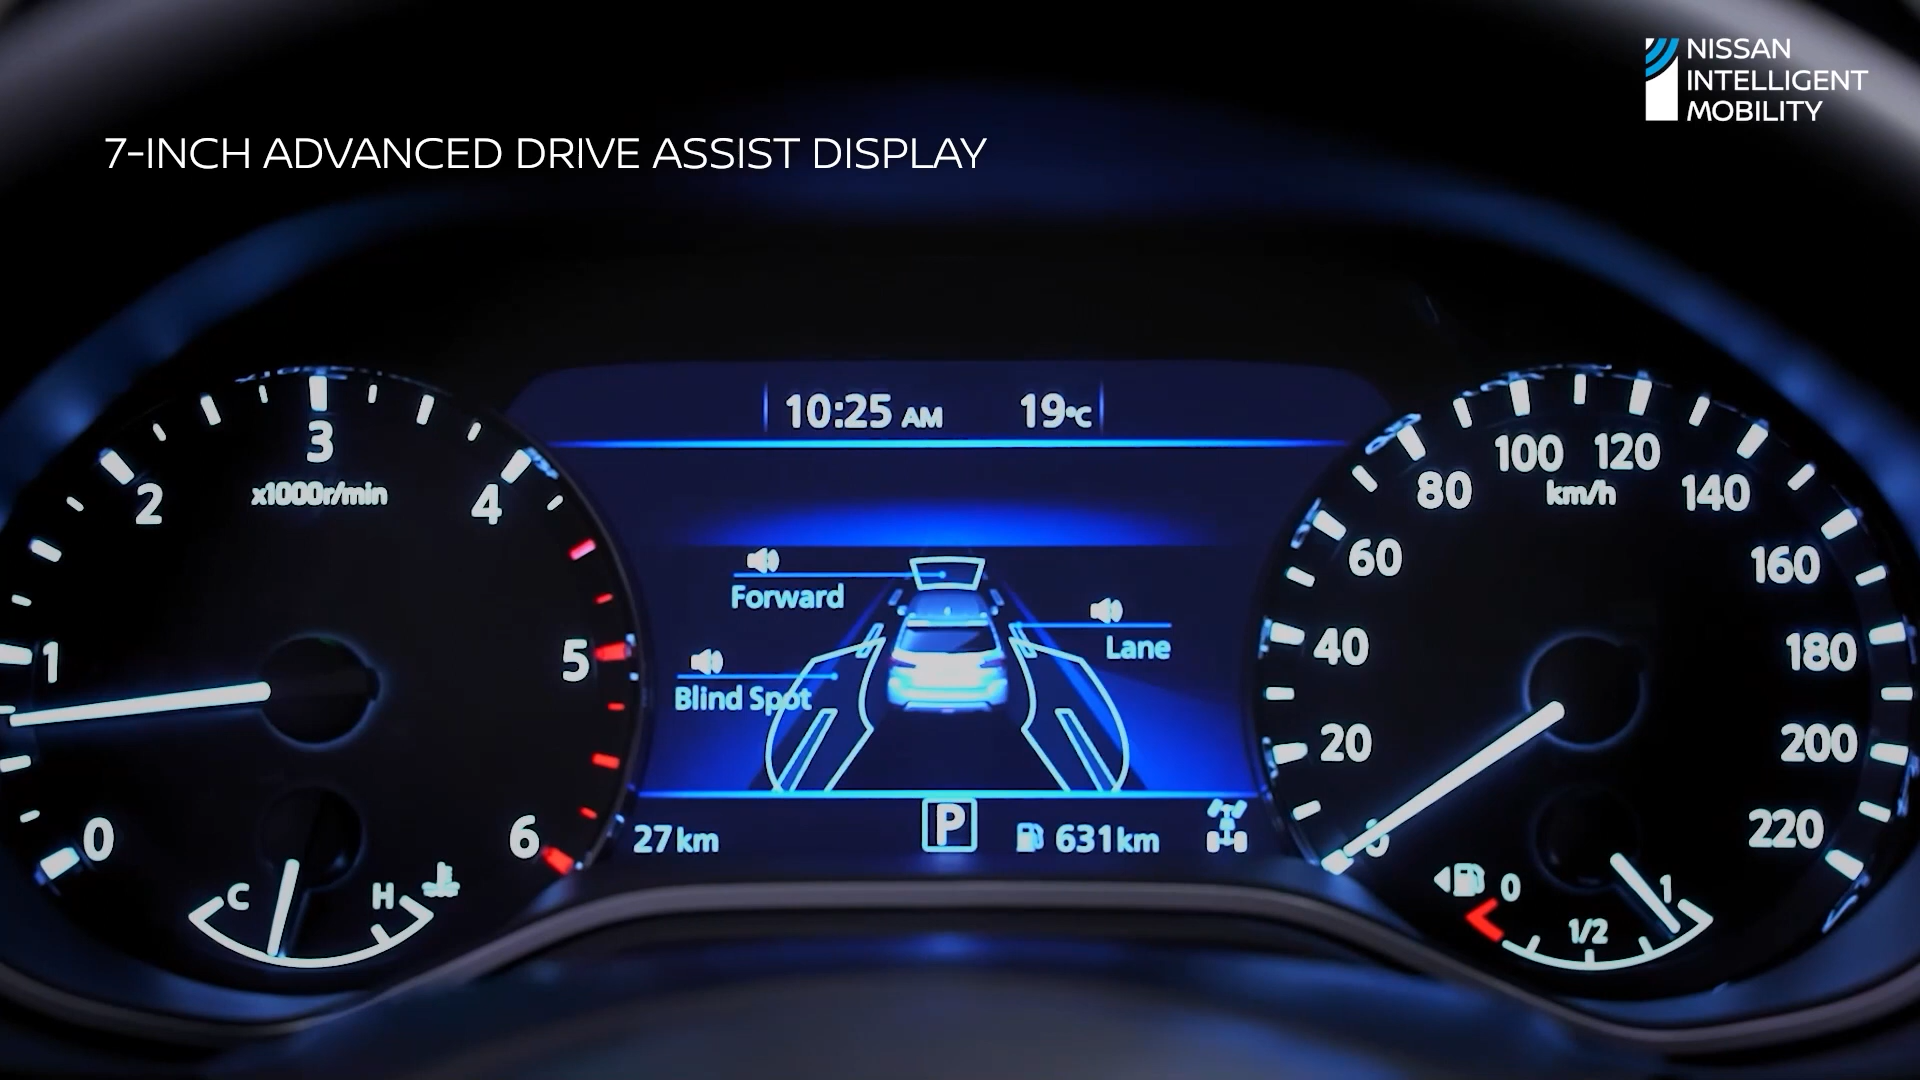 NISSAN
INTELLIGENT
MOBILITY
7-INCH ADVANCED DRIVE ASSIST DISPLAY
10:25 AM 19°C
3
x1000r/min
2
4
1
5
0
6
C
H
Forward
Lane
Blind Spot
27km
P
631km
100 120
km/h
80
140
60
160
40
180
20
200
0
220
0
1/2
1